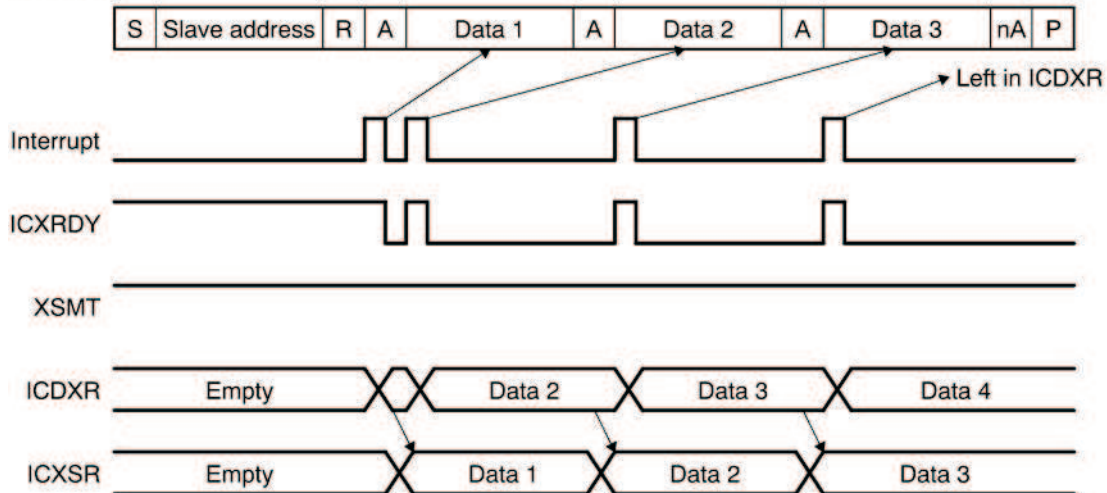 S Slave address R A Data 1 A Data 2 A Data 3 nA P
Left in ICDXR
Interrupt
ICXRDY
XSMT
ICDXR Empty Data 2 Data 3 Data 4
ICXSR Empty Data 1 Data 2 Data 3